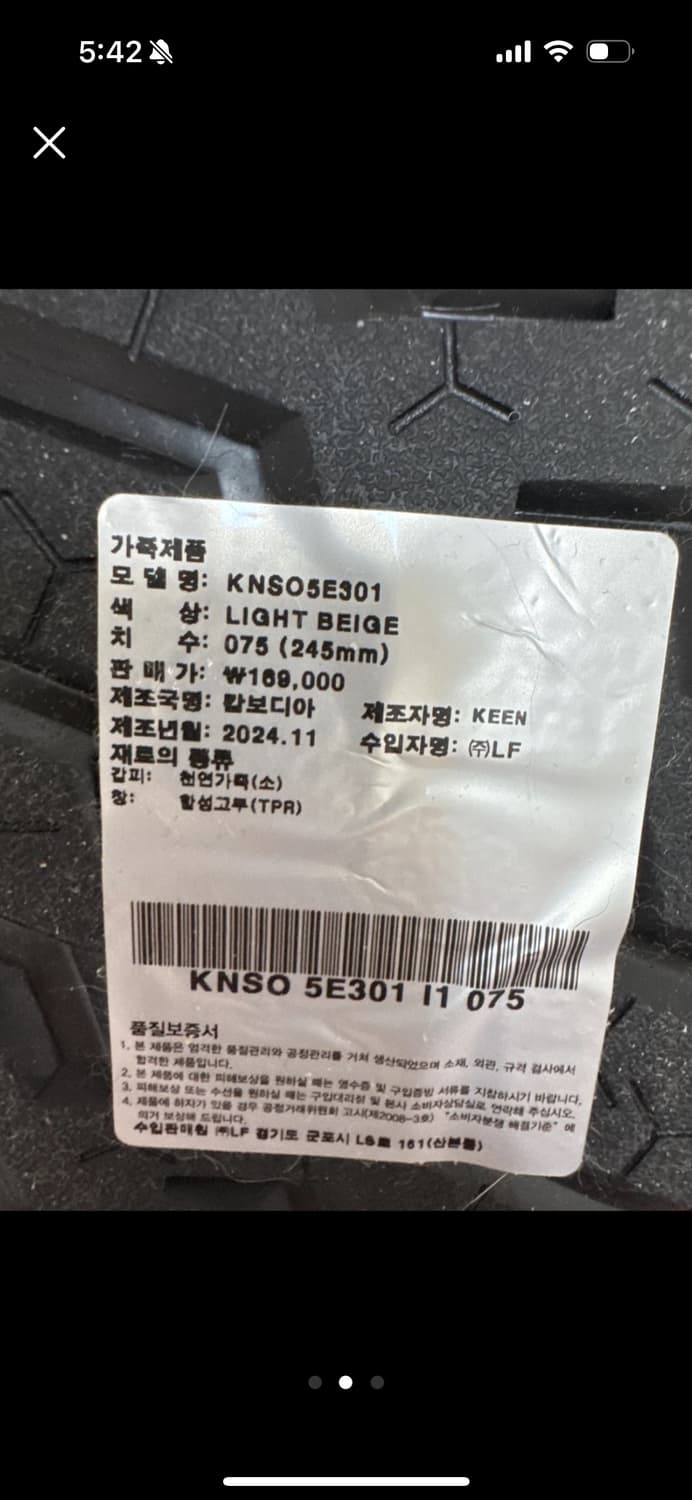 5:42
가죽제품
모 델 명: KNSO5E301
색 상: LIGHT BEIGE
치 수: 075 (245mm)
판 매 가: ₩169,000
제조국명: 캄보디아 제조자명: KEEN
제조년월: 2024.11 수입자명: ㈜LF
재료의 종류
갑피: 천연가죽(소)
창: 합성고무(TPR)
KNSO 5E301 I1 075
품질보증서
1. 본 제품은 엄격한 품질관리와 공정관리를 거쳐 생산되었으며 소재, 외관, 규격 검사에서
합격한 제품입니다.
2. 본 제품에 대한 피해보상을 원하실 때는 영수증 및 구입증빙 서류를 지참하시기 바랍니다.
3. 피해보상 또는 수선을 원하실 때는 구입대리점 및 본사 소비자상담실로 연락해 주십시오.
4. 제품에 하자가 있을 경우 공정거래위원회 고시(제2008-3호) "소비자분쟁 해결기준" 에
의거 보상해 드립니다.
수입판매원 ㈜LF 경기도 군포시 LS로 161(산본동)